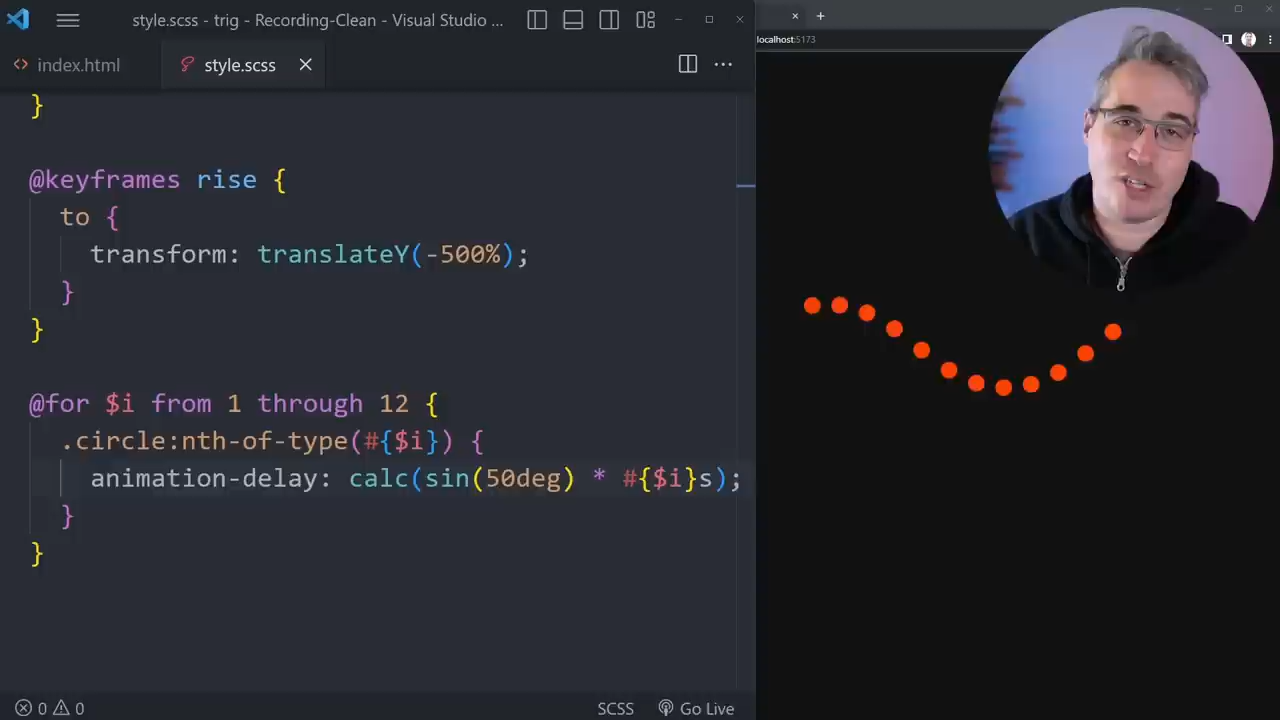 style.scss - trig - Recording-Clean - Visual Studio ...
localhost:5173
index.html
style.scss
}
@keyframes rise {
to {
transform: translateY(-500%);
}
}
@for $i from 1 through 12 {
.circle:nth-of-type(#{$i}) {
animation-delay: calc(sin(50deg) * #{$i}s);
}
}
0 0
SCSS
Go Live